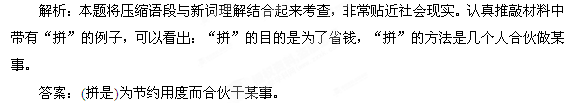 解析：本题将压缩语段与新词理解结合起来考查，非常贴近社会现实。认真推敲材料中
带有“拼”的例子，可以看出：“拼”的目的是为了省钱，“拼”的方法是几个人合伙做某
事。
答案：(拼是)为节约用度而合伙干某事。